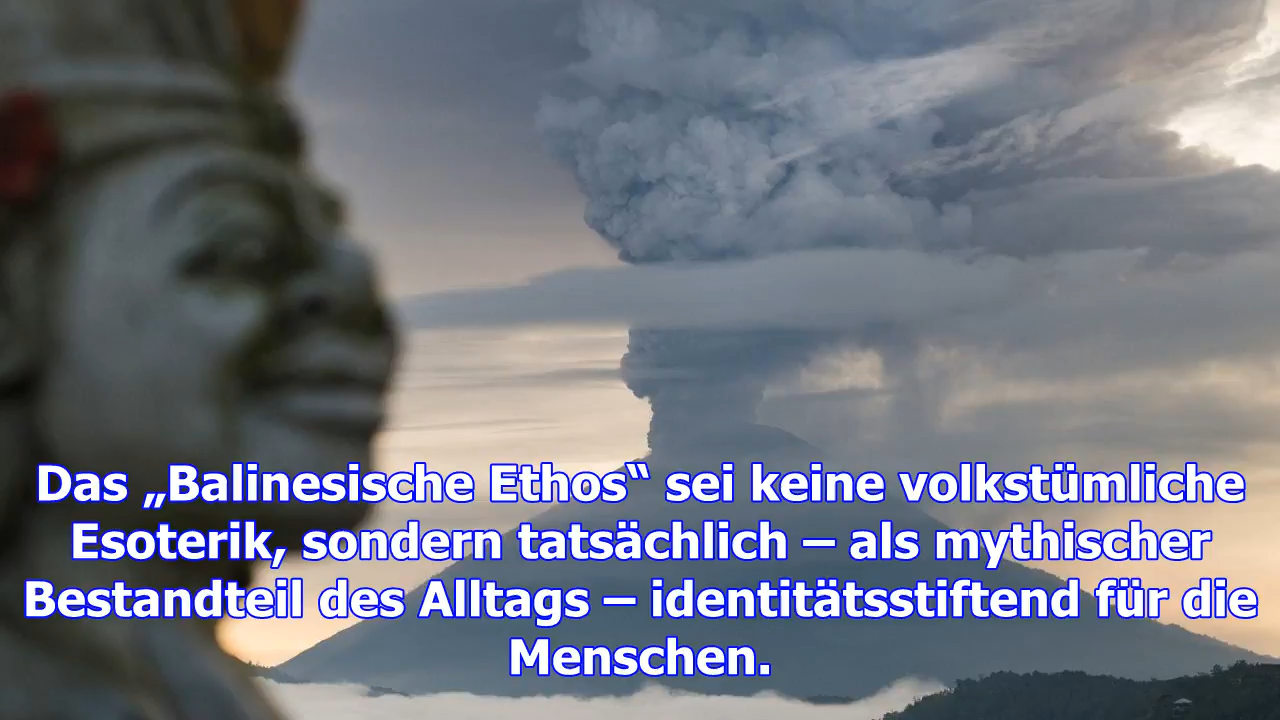 Das „Balinesische Ethos“ sei keine volkstümliche
Esoterik, sondern tatsächlich – als mythischer
Bestandteil des Alltags – identitätsstiftend für die
Menschen.